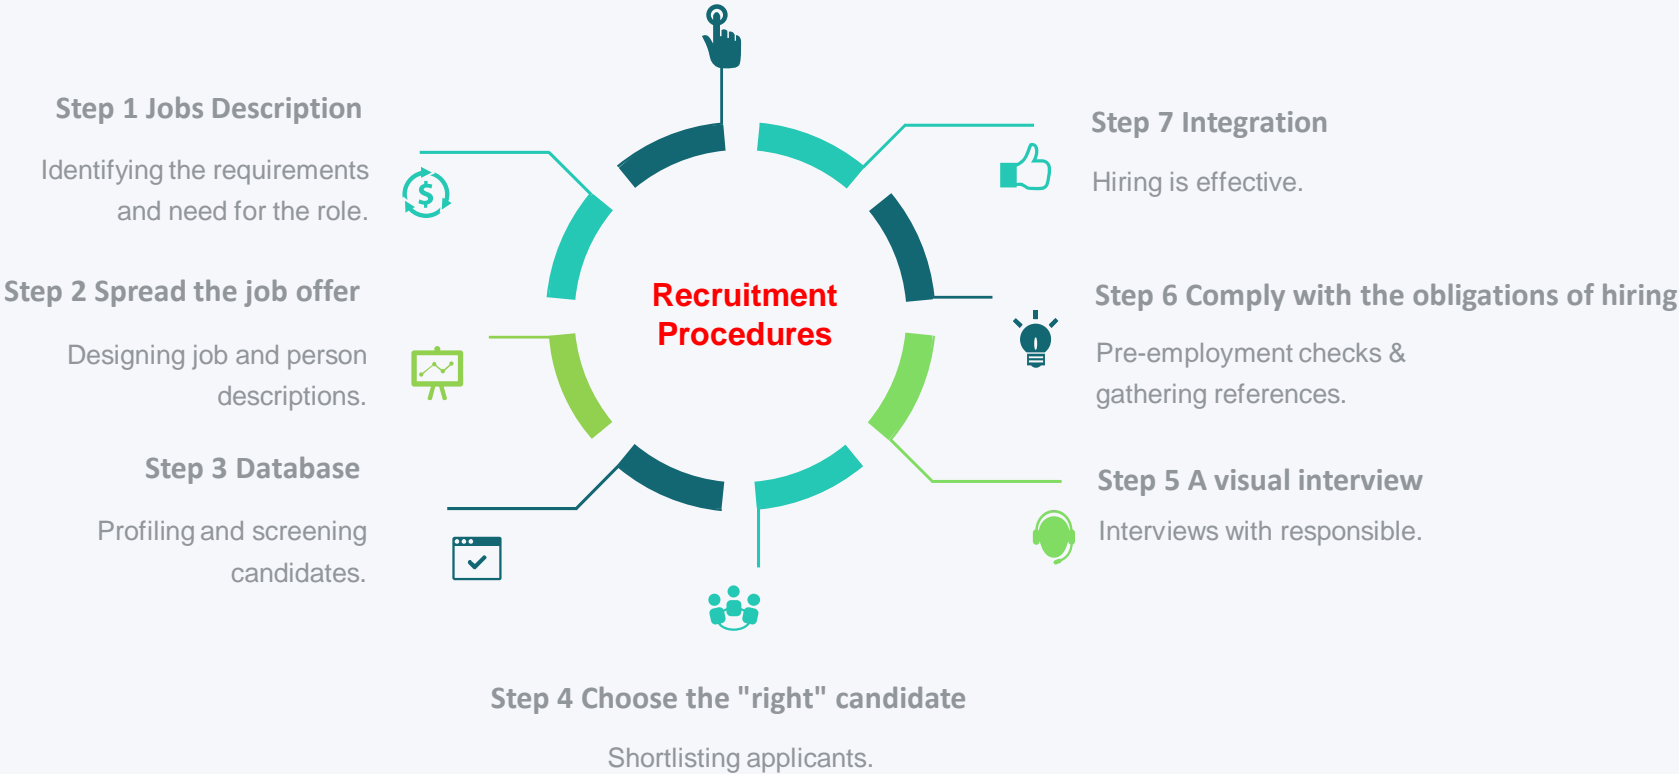 Recruitment
Procedures
Step 1 Jobs Description
Identifying the requirements
and need for the role.
Step 2 Spread the job offer
Designing job and person
descriptions.
Step 3 Database
Profiling and screening
candidates.
Step 4 Choose the "right" candidate
Shortlisting applicants.
Step 5 A visual interview
Interviews with responsible.
Step 6 Comply with the obligations of hiring
Pre-employment checks &
gathering references.
Step 7 Integration
Hiring is effective.
$